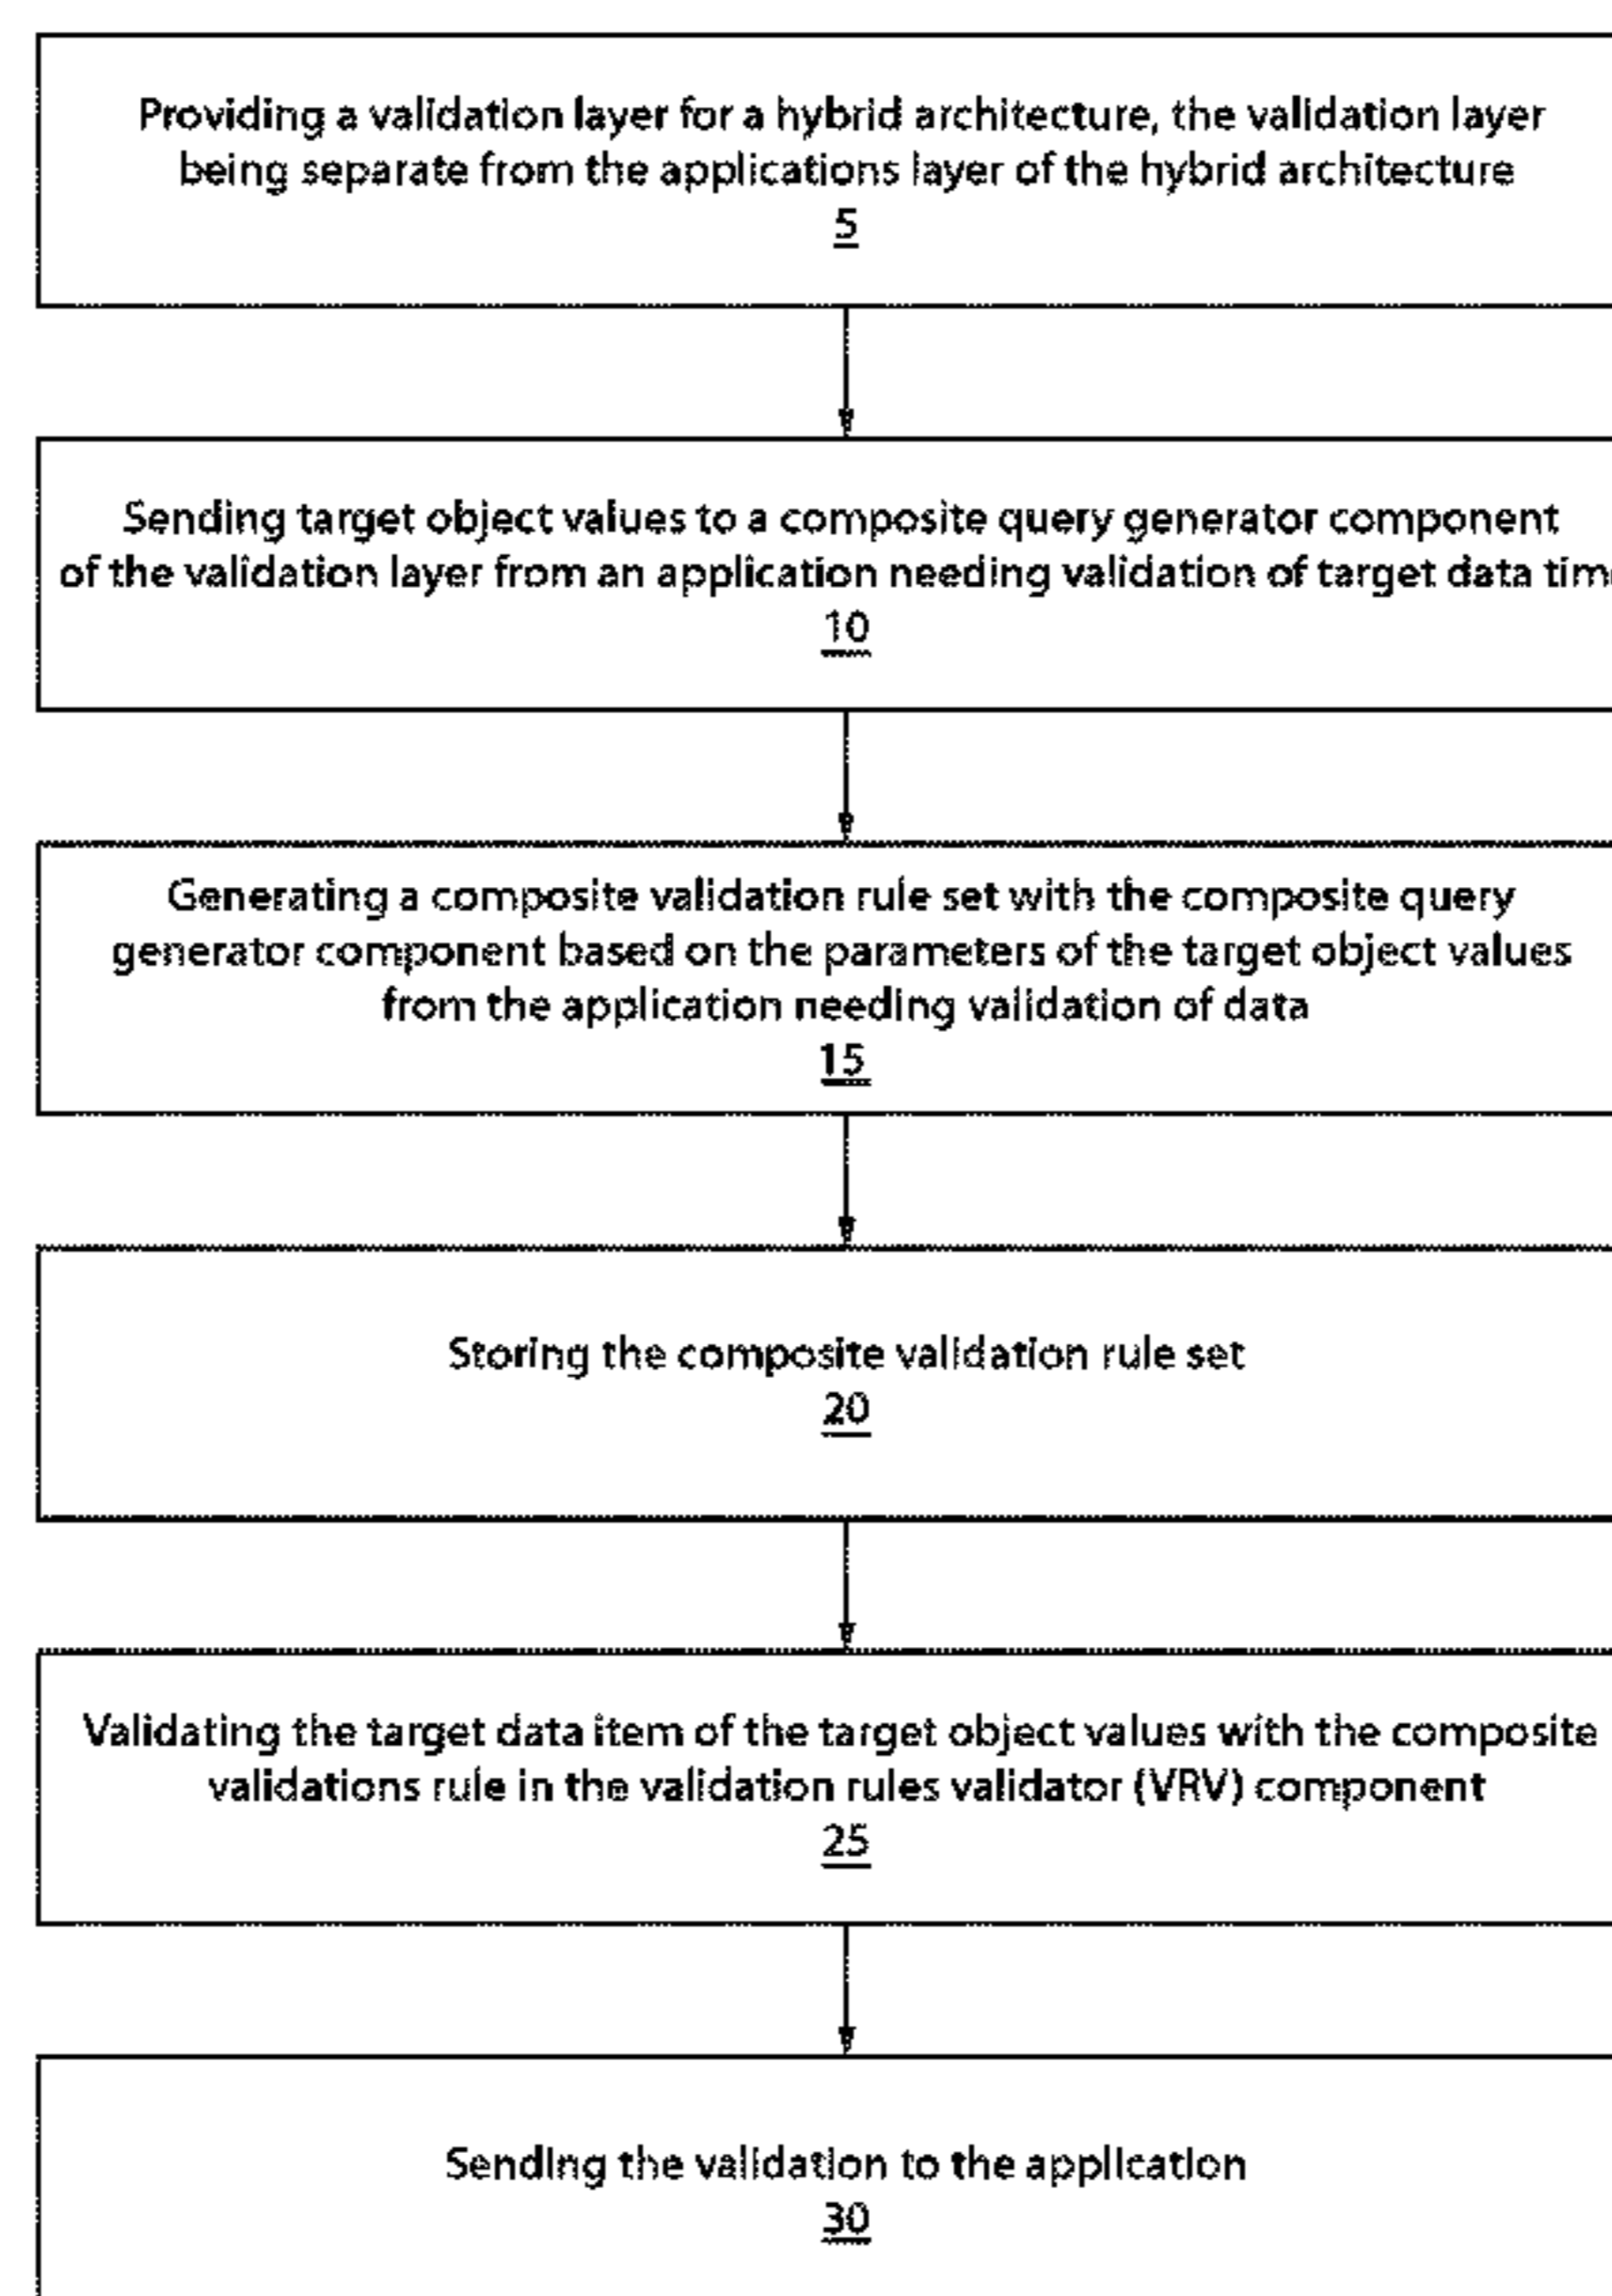 Providing a validation layer for a hybrid architecture, the validation layer
being separate from the applications layer of the hybrid architecture
5
Sending target object values to a composite query generator component
of the validation layer from an application needing validation of target data
10
Generating a composite validation rule set with the composite query
generator component based on the parameters of the target object values
from the application needing validation of data
15
Storing the composite validation rule set
20
Validating the target data item of the target object values with the composite
validations rule in the validation rules validator (VRV) component
25
Sending the validation to the application
30